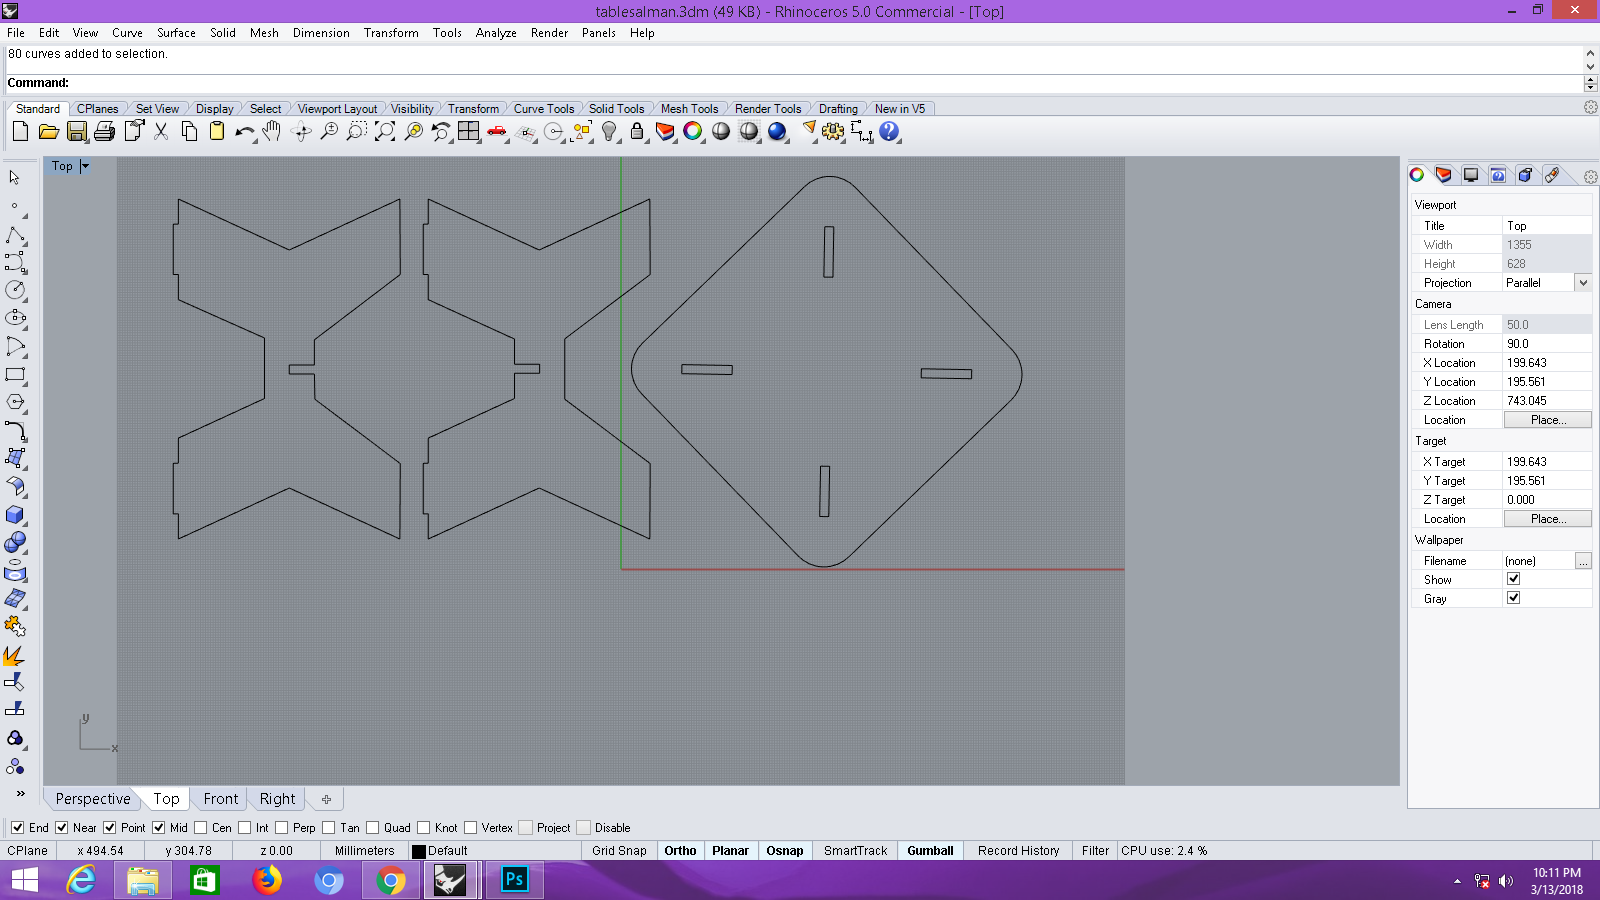 tablesalman.3dm (49 KB) - Rhinoceros 5.0 Commercial - [Top]
File Edit View Curve Surface Solid Mesh Dimension Transform Tools Analyze Render Panels Help
80 curves added to selection.
Command:
Standard CPlanes Set View Display Select Viewport Layout Visibility Transform Curve Tools Solid Tools Mesh Tools Render Tools Drafting New in V5
Top
Viewport
Title Top
Width 1355
Height 628
Projection Parallel
Camera
Lens Length 50.0
Rotation 90.0
X Location 199.643
Y Location 195.561
Z Location 743.045
Location Place...
Target
X Target 199.643
Y Target 195.561
Z Target 0.000
Location Place...
Wallpaper
Filename (none) ...
Show
Gray
y
x
Perspective Top Front Right
End Near Point Mid Cen Int Perp Tan Quad Knot Vertex Project Disable
CPlane x 494.54 y 304.78 z 0.00 Millimeters Default Grid Snap Ortho Planar Osnap SmartTrack Gumball Record History Filter CPU use: 2.4 %
Ps
10:11 PM
3/13/2018